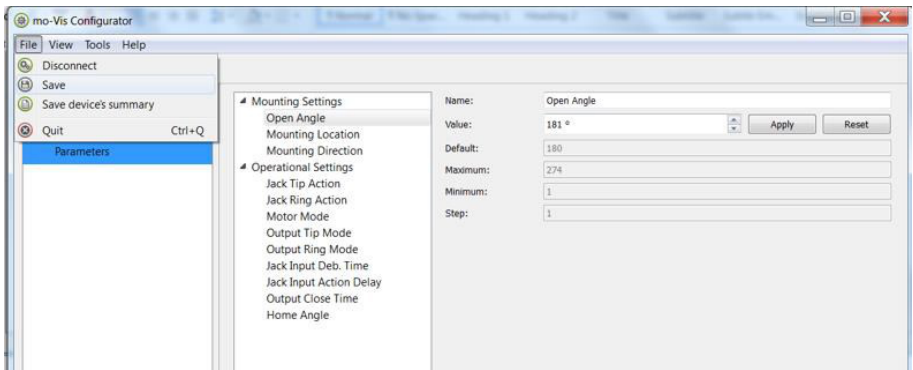 mo-Vis Configurator
File View Tools Help
Disconnect
Save
Save device's summary
Quit Ctrl+Q
Parameters
Mounting Settings
Open Angle
Mounting Location
Mounting Direction
Operational Settings
Jack Tip Action
Jack Ring Action
Motor Mode
Output Tip Mode
Output Ring Mode
Jack Input Deb. Time
Jack Input Action Delay
Output Close Time
Home Angle
Name: Open Angle
Value: 181 º Apply Reset
Default: 180
Maximum: 274
Minimum: 1
Step: 1